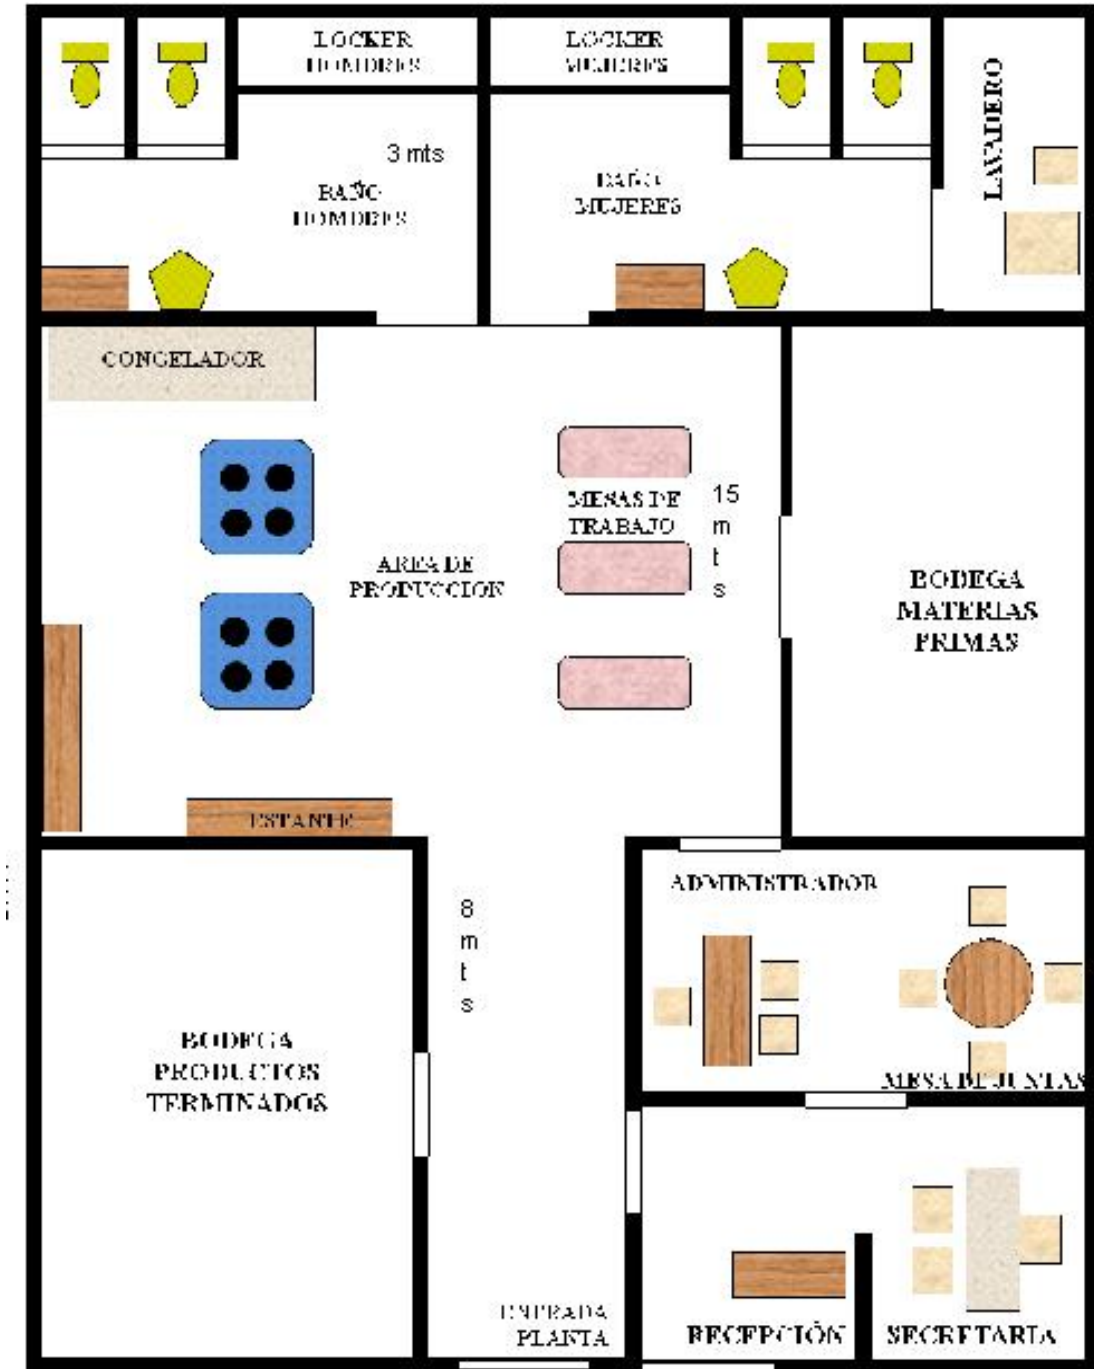 LOCKER
HOMBRES
LOCKER
MUJERES
LAVADERO
3 mts
BAÑO
HOMBRES
BAÑO
MUJERES
CONGELADOR
MESAS DE
TRABAJO
15
m
t
s
AREA DE
PRODUCCION
BODEGA
MATERIAS
PRIMAS
ESTANTE
ADMINISTRADOR
8
m
t
s
BODEGA
PRODUCTOS
TERMINADOS
MESA DE JUNTAS
ENTRADA
PLANTA
RECEPCIÓN
SECRETARIA